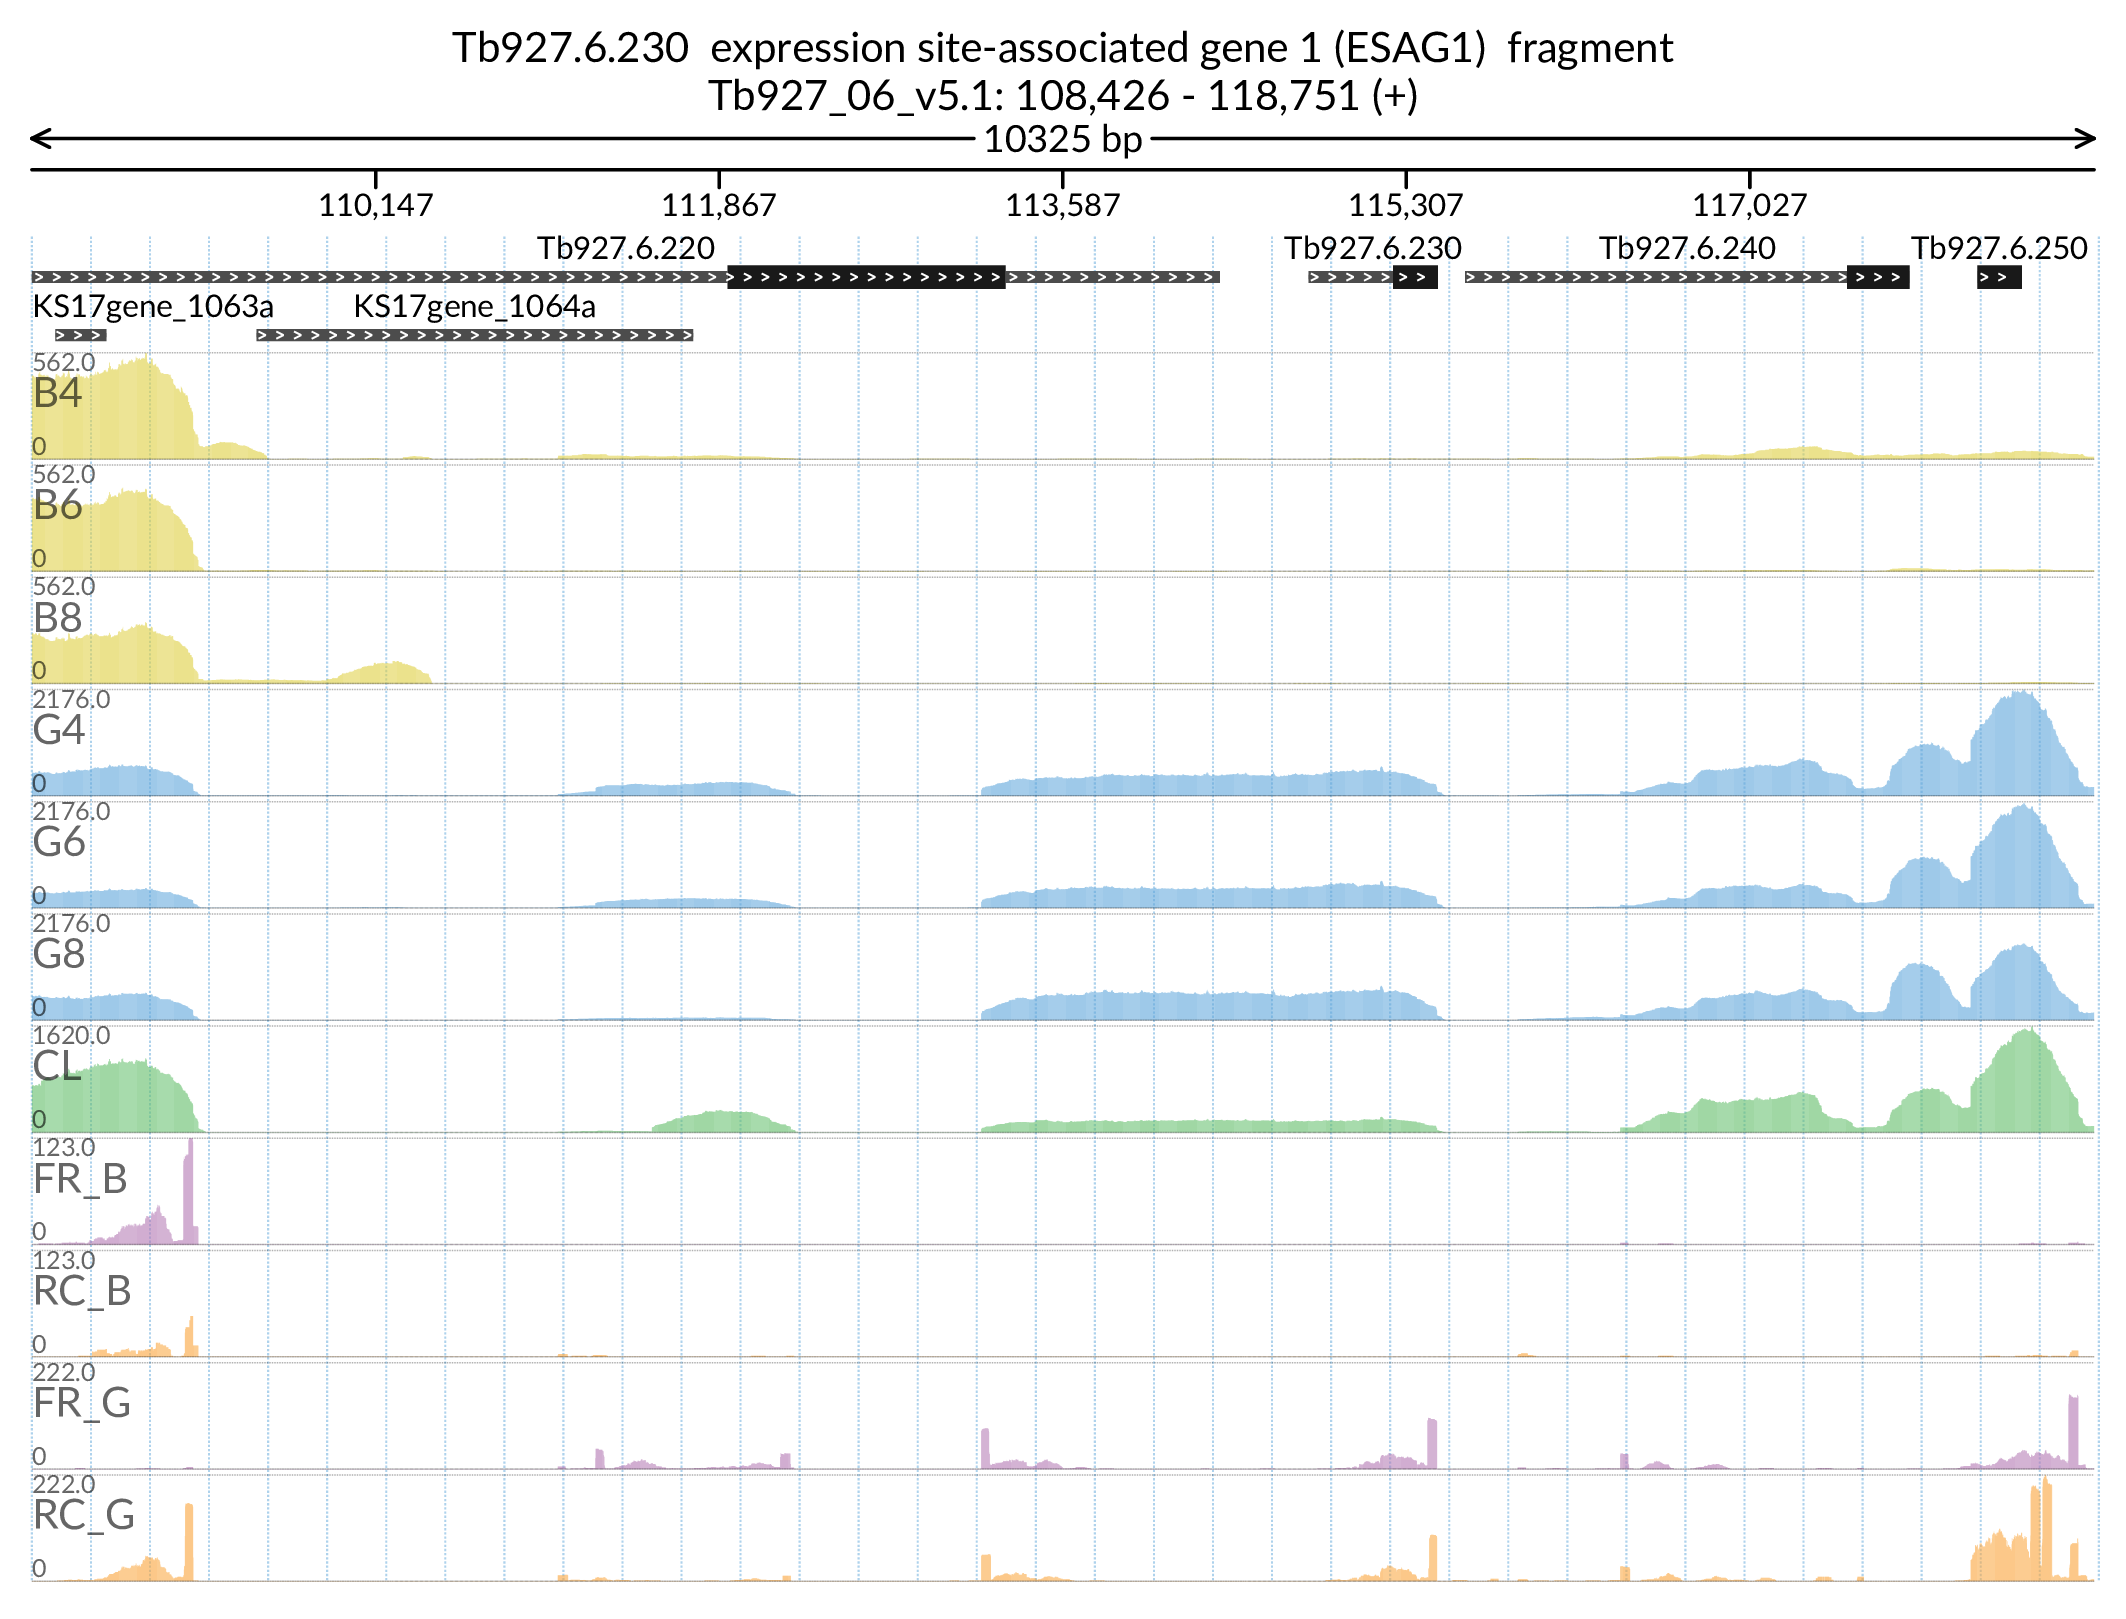 Tb927.6.230  expression site-associated gene 1 (ESAG1)  fragment
Tb927_06_v5.1: 108,426 - 118,751 (+)
10325 bp
110,147 111,867 113,587 115,307 117,027
Tb927.6.220 Tb927.6.230 Tb927.6.240 Tb927.6.250
KS17gene_1063a KS17gene_1064a
562.0
B4
0
562.0
B6
0
562.0
B8
0
2176.0
G4
0
2176.0
G6
0
2176.0
G8
0
1620.0
CL
0
123.0
FR_B
0
123.0
RC_B
0
222.0
FR_G
0
222.0
RC_G
0